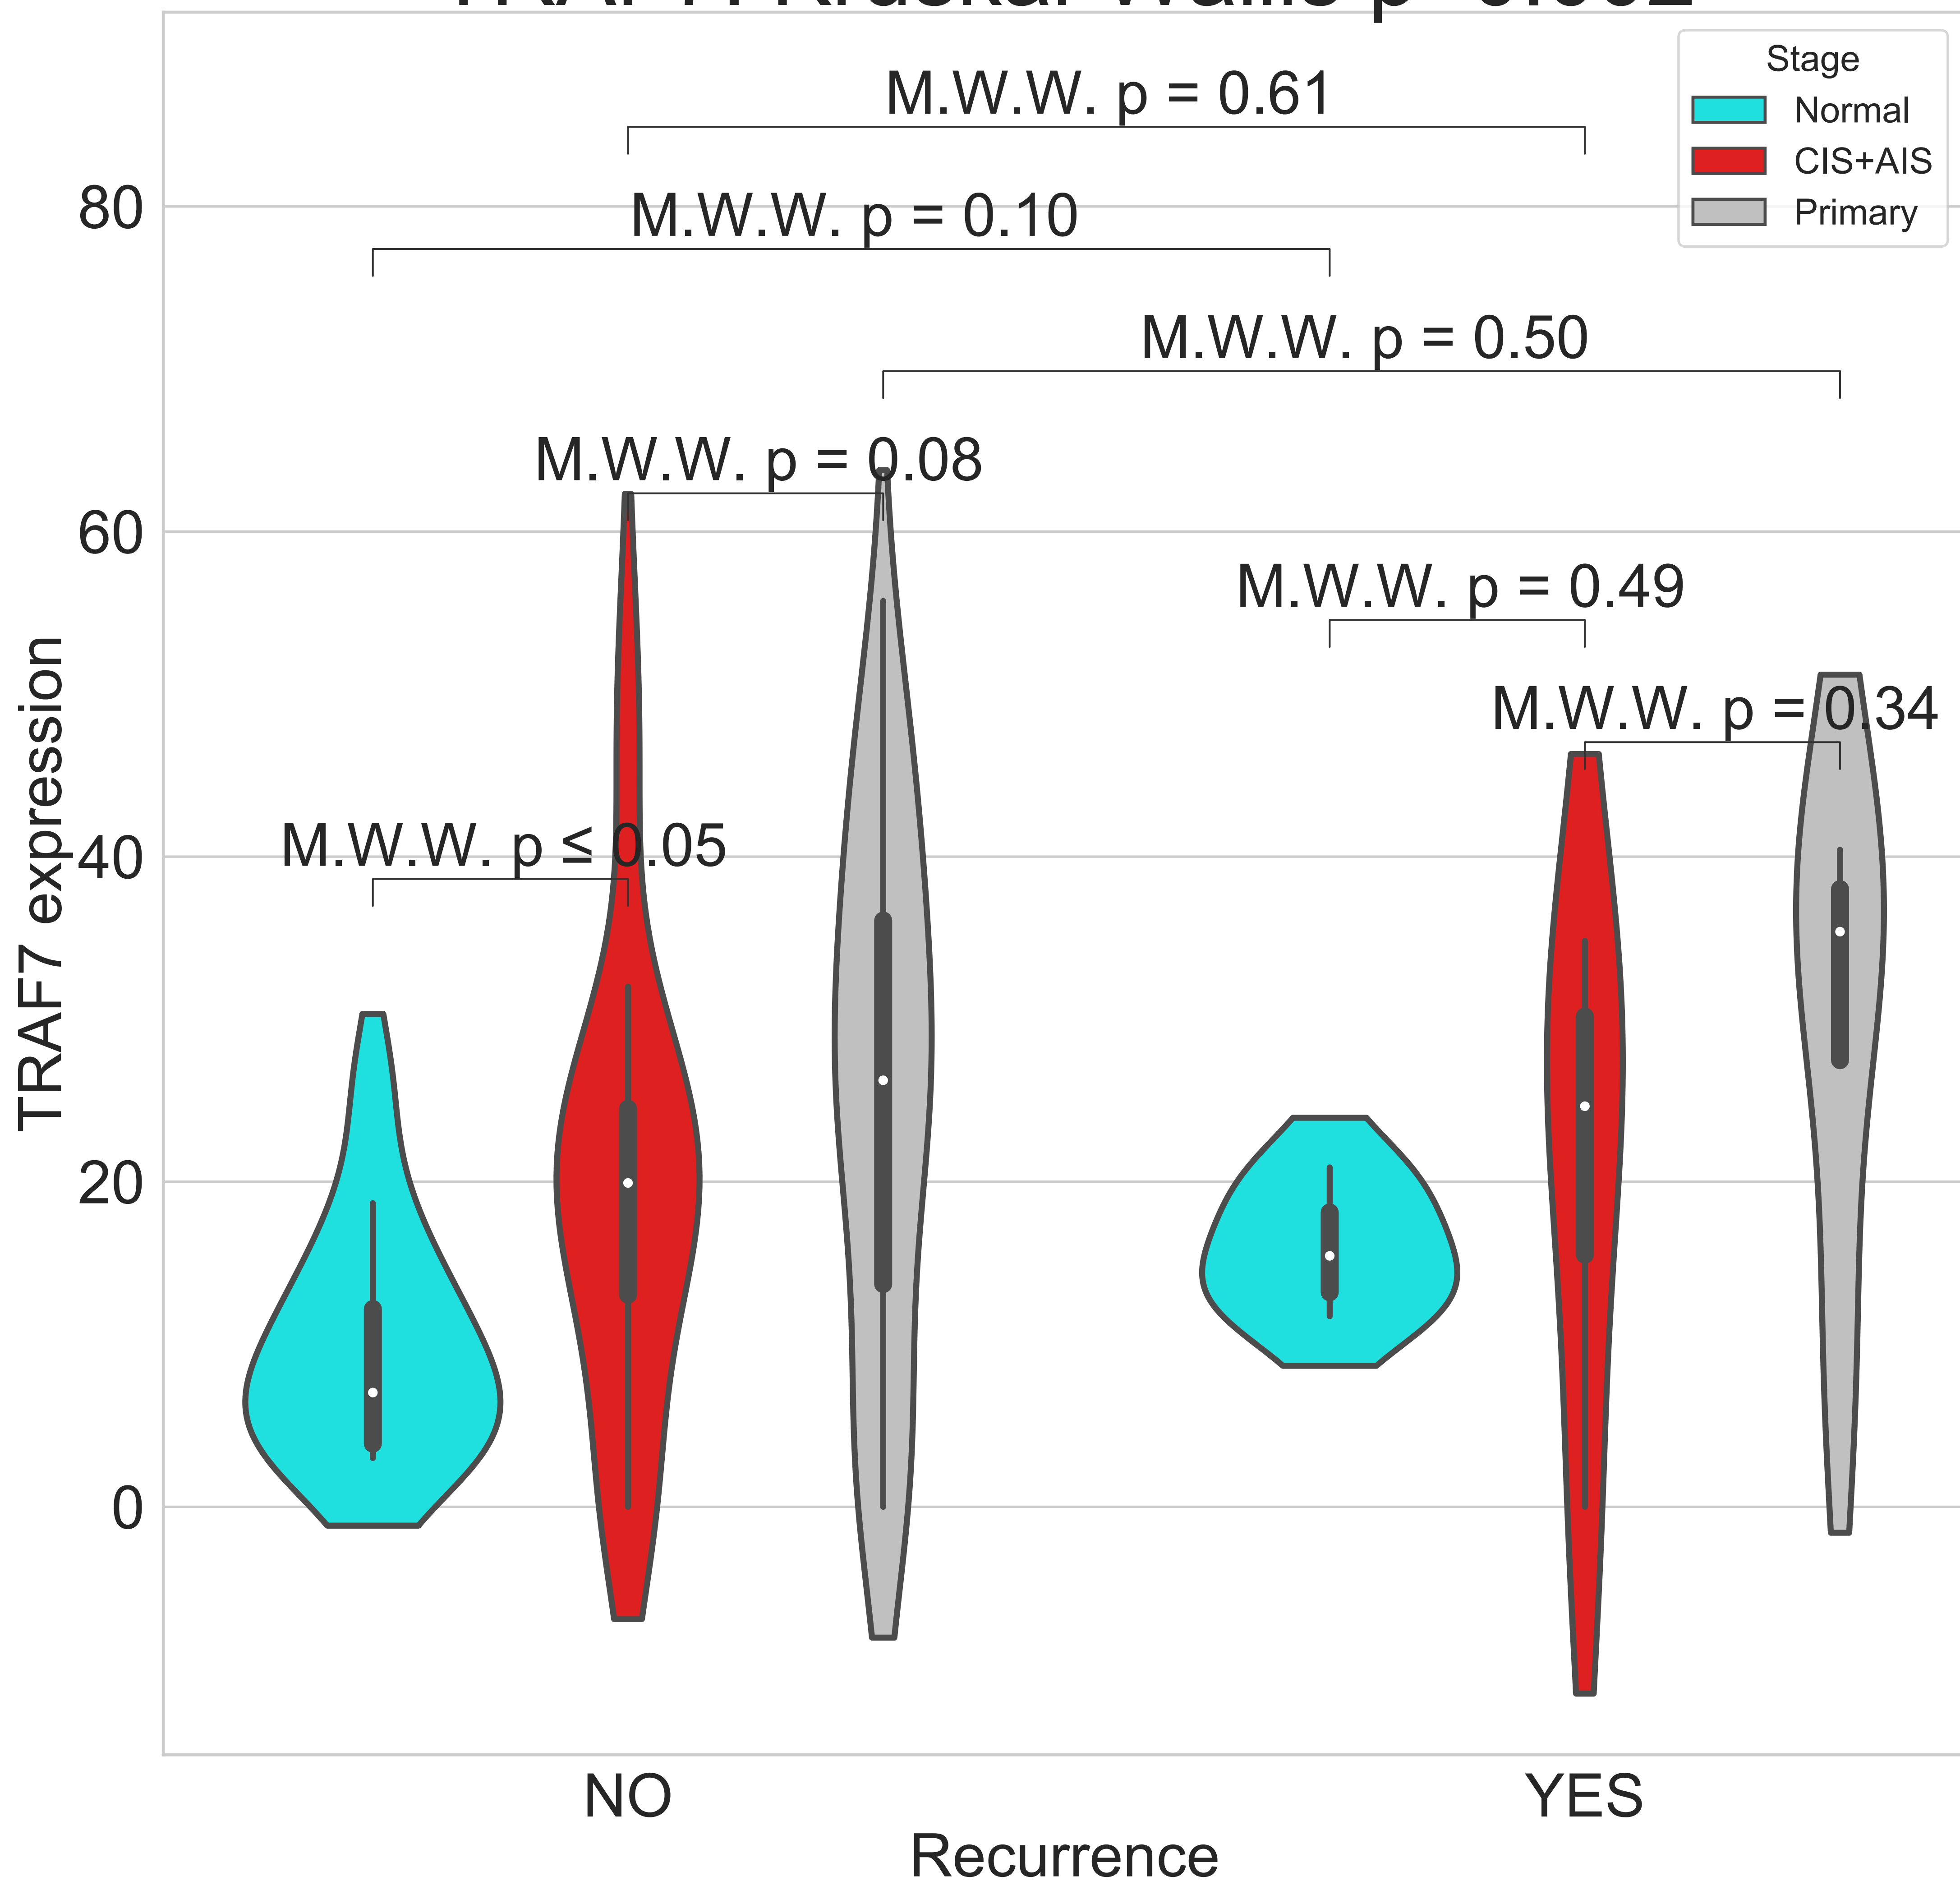 Stage
Normal
CIS+AIS
Primary
M.W.W. p = 0.61
M.W.W. p = 0.10
M.W.W. p = 0.50
M.W.W. p = 0.08
M.W.W. p = 0.49
M.W.W. p = 0.34
M.W.W. p ≤ 0.05
80
60
40
20
0
TRAF7 expression
NO
YES
Recurrence